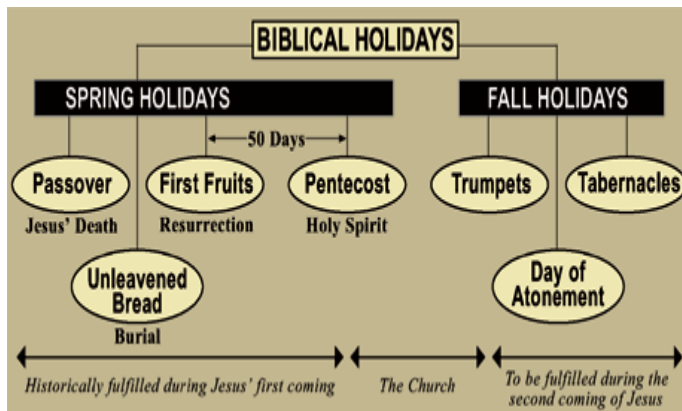 BIBLICAL HOLIDAYS
SPRING HOLIDAYS
FALL HOLIDAYS
50 Days
Passover
First Fruits
Pentecost
Trumpets
Tabernacles
Jesus' Death
Resurrection
Holy Spirit
Unleavened
Bread
Burial
Day of
Atonement
Historically fulfilled during Jesus' first coming
The Church
To be fulfilled during the
second coming of Jesus